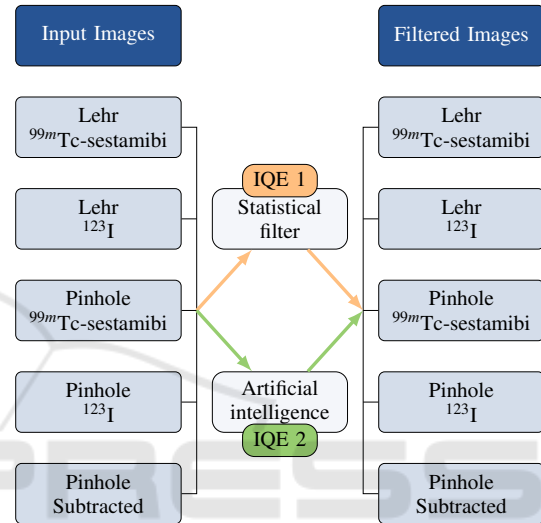 Input Images
Filtered Images
Lehr
99mTc-sestamibi
Lehr
123I
Pinhole
99mTc-sestamibi
Pinhole
123I
Pinhole
Subtracted
IQE 1
Statistical
filter
Artificial
intelligence
IQE 2
Lehr
99mTc-sestamibi
Lehr
123I
Pinhole
99mTc-sestamibi
Pinhole
123I
Pinhole
Subtracted
PRESS